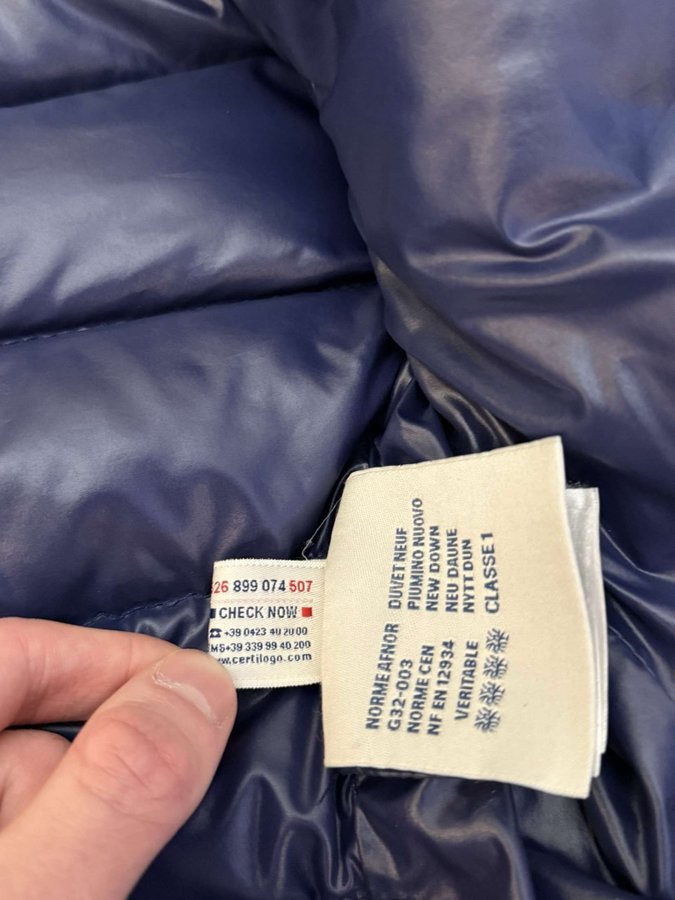 26 899 074 507
CHECK NOW
☎+39 0423 40 20 00
MS+39 339 99 40 200
w.certilogo.com
NORME AFNOR
G32-003
NORME CEN
NF EN 12934
VERITABLE
DUVET NEUF
PIUMINO NUOVO
NEW DOWN
NEU DAUNE
NYTT DUN
CLASSE 1